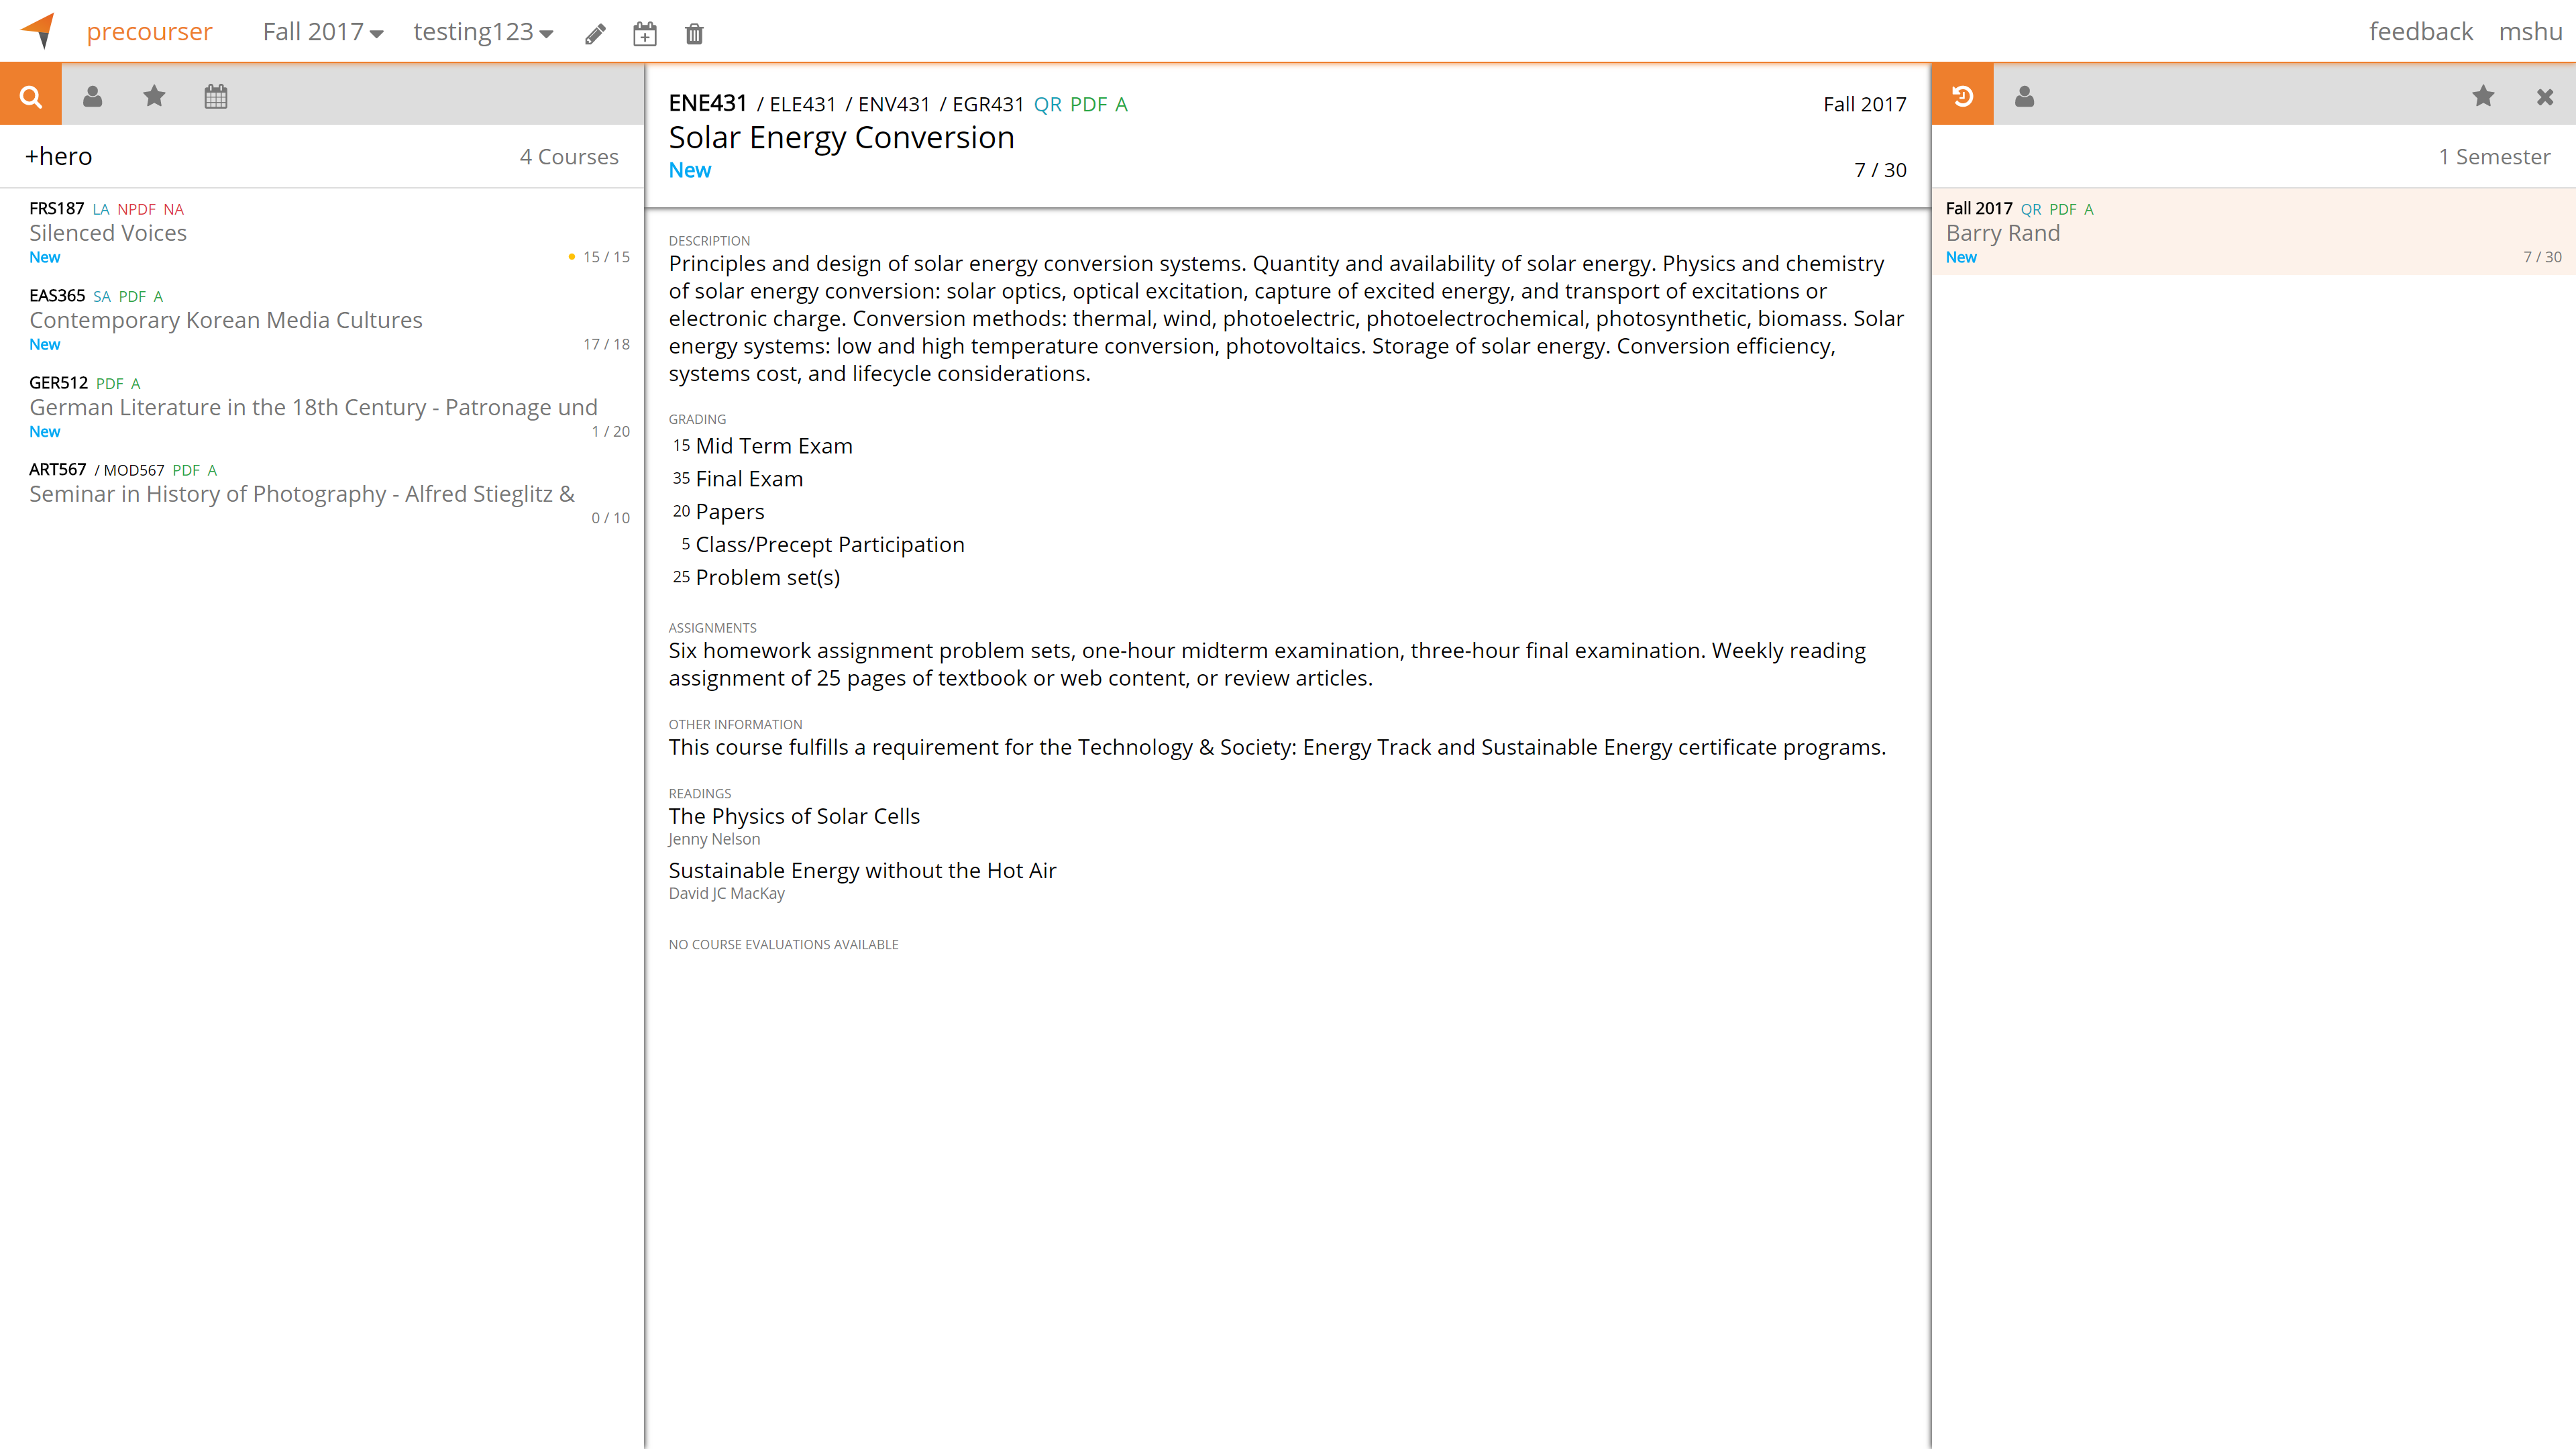 precourser Fall 2017 testing123 feedback mshu
+hero 4 Courses
FRS187 LA NPDF NA
Silenced Voices
New 15 / 15
EAS365 SA PDF A
Contemporary Korean Media Cultures
New 17 / 18
GER512 PDF A
German Literature in the 18th Century - Patronage und
New 1 / 20
ART567 / MOD567 PDF A
Seminar in History of Photography - Alfred Stieglitz &
0 / 10
ENE431 / ELE431 / ENV431 / EGR431 QR PDF A Fall 2017
Solar Energy Conversion
New 7 / 30
DESCRIPTION
Principles and design of solar energy conversion systems. Quantity and availability of solar energy. Physics and chemistry
of solar energy conversion: solar optics, optical excitation, capture of excited energy, and transport of excitations or
electronic charge. Conversion methods: thermal, wind, photoelectric, photoelectrochemical, photosynthetic, biomass. Solar
energy systems: low and high temperature conversion, photovoltaics. Storage of solar energy. Conversion efficiency,
systems cost, and lifecycle considerations.
GRADING
15 Mid Term Exam
35 Final Exam
20 Papers
5 Class/Precept Participation
25 Problem set(s)
ASSIGNMENTS
Six homework assignment problem sets, one-hour midterm examination, three-hour final examination. Weekly reading
assignment of 25 pages of textbook or web content, or review articles.
OTHER INFORMATION
This course fulfills a requirement for the Technology & Society: Energy Track and Sustainable Energy certificate programs.
READINGS
The Physics of Solar Cells
Jenny Nelson
Sustainable Energy without the Hot Air
David JC MacKay
NO COURSE EVALUATIONS AVAILABLE
1 Semester
Fall 2017 QR PDF A
Barry Rand
New 7 / 30